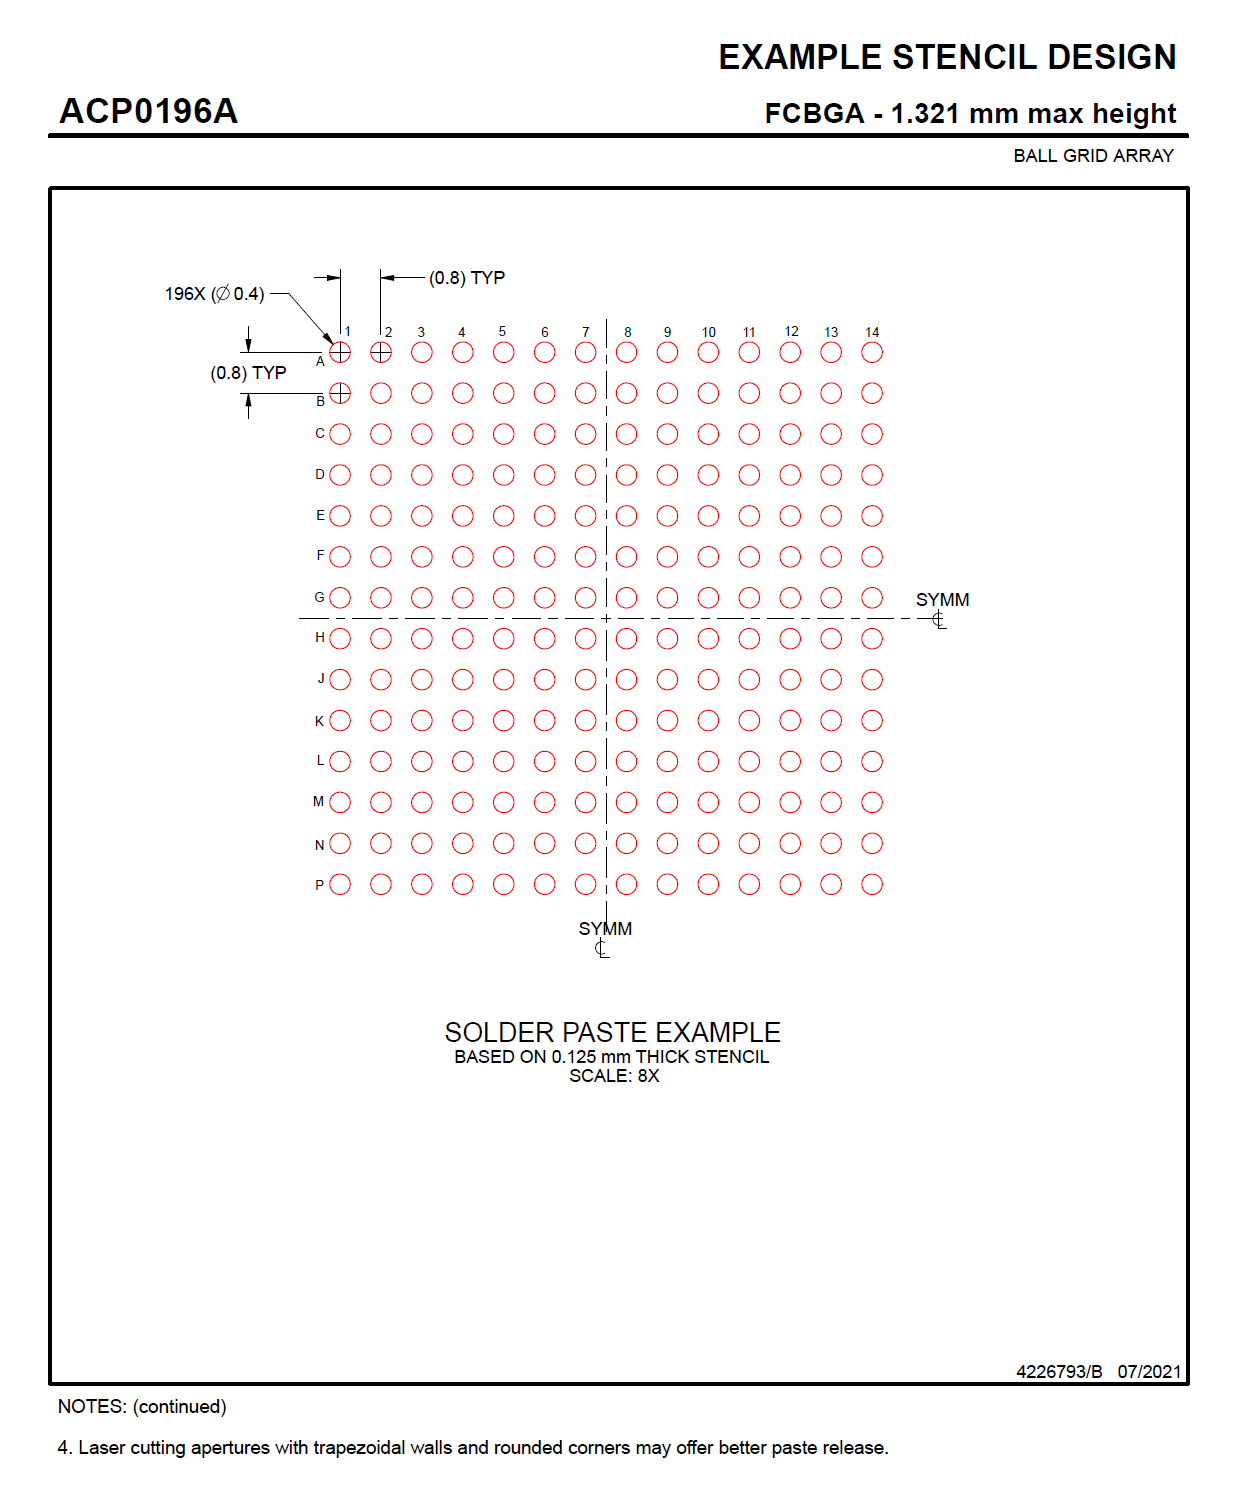 EXAMPLE STENCIL DESIGN
ACP0196A
FCBGA - 1.321 mm max height
BALL GRID ARRAY
(0.8) TYP
196X (∅ 0.4)
1 2 3 4 5 6 7 8 9 10 11 12 13 14
A
(0.8) TYP
B
C
D
E
F
G
SYMM
H
J
K
L
M
N
P
SYMM
SOLDER PASTE EXAMPLE
BASED ON 0.125 mm THICK STENCIL
SCALE: 8X
4226793/B 07/2021
NOTES: (continued)
4. Laser cutting apertures with trapezoidal walls and rounded corners may offer better paste release.